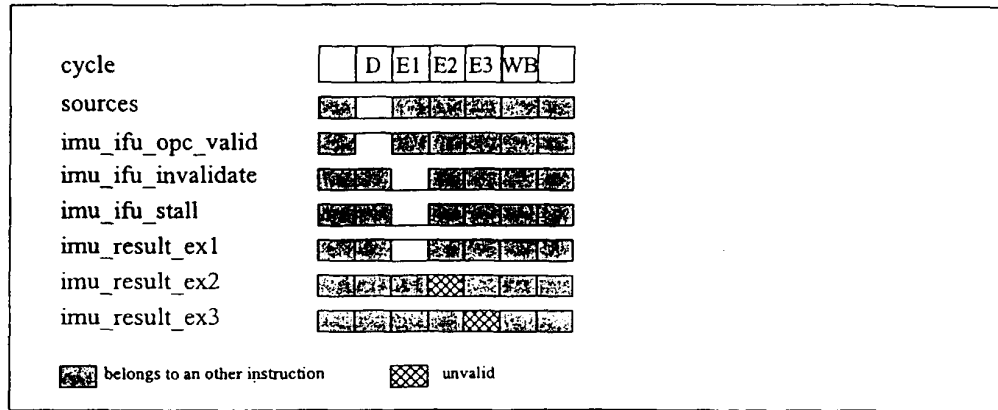 cycle D E1 E2 E3 WB
sources
imu_ifu_opc_valid
imu_ifu_invalidate
imu_ifu_stall
imu_result_ex1
imu_result_ex2
imu_result_ex3
belongs to an other instruction unvalid